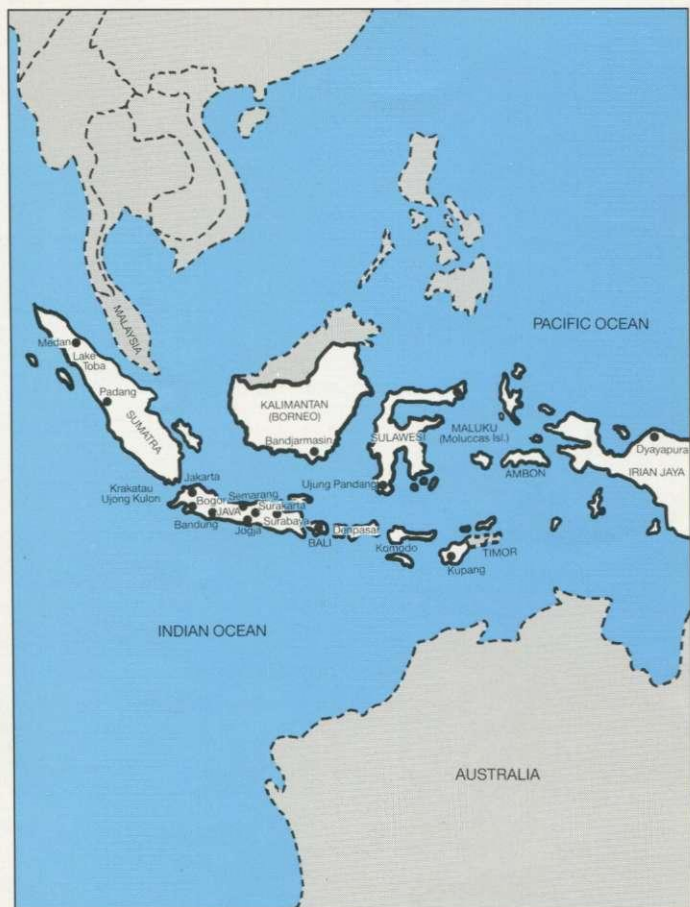 MALAYSIA
PACIFIC OCEAN
Medan
Lake
Toba
Padang
SUMATRA
KALIMANTAN
(BORNEO)
Bandjarmasin
SULAWESI
MALUKU
(Moluccas Isl.)
Dyayapura
AMBON
IRIAN JAYA
Ujung Pandang
Jakarta
Krakatau
Ujong Kulon
Bogor
Semarang
JAVA
Surakarta
Bandung
Jogja
Surabaya
BALI
Denpasar
Komodo
TIMOR
Kupang
INDIAN OCEAN
AUSTRALIA